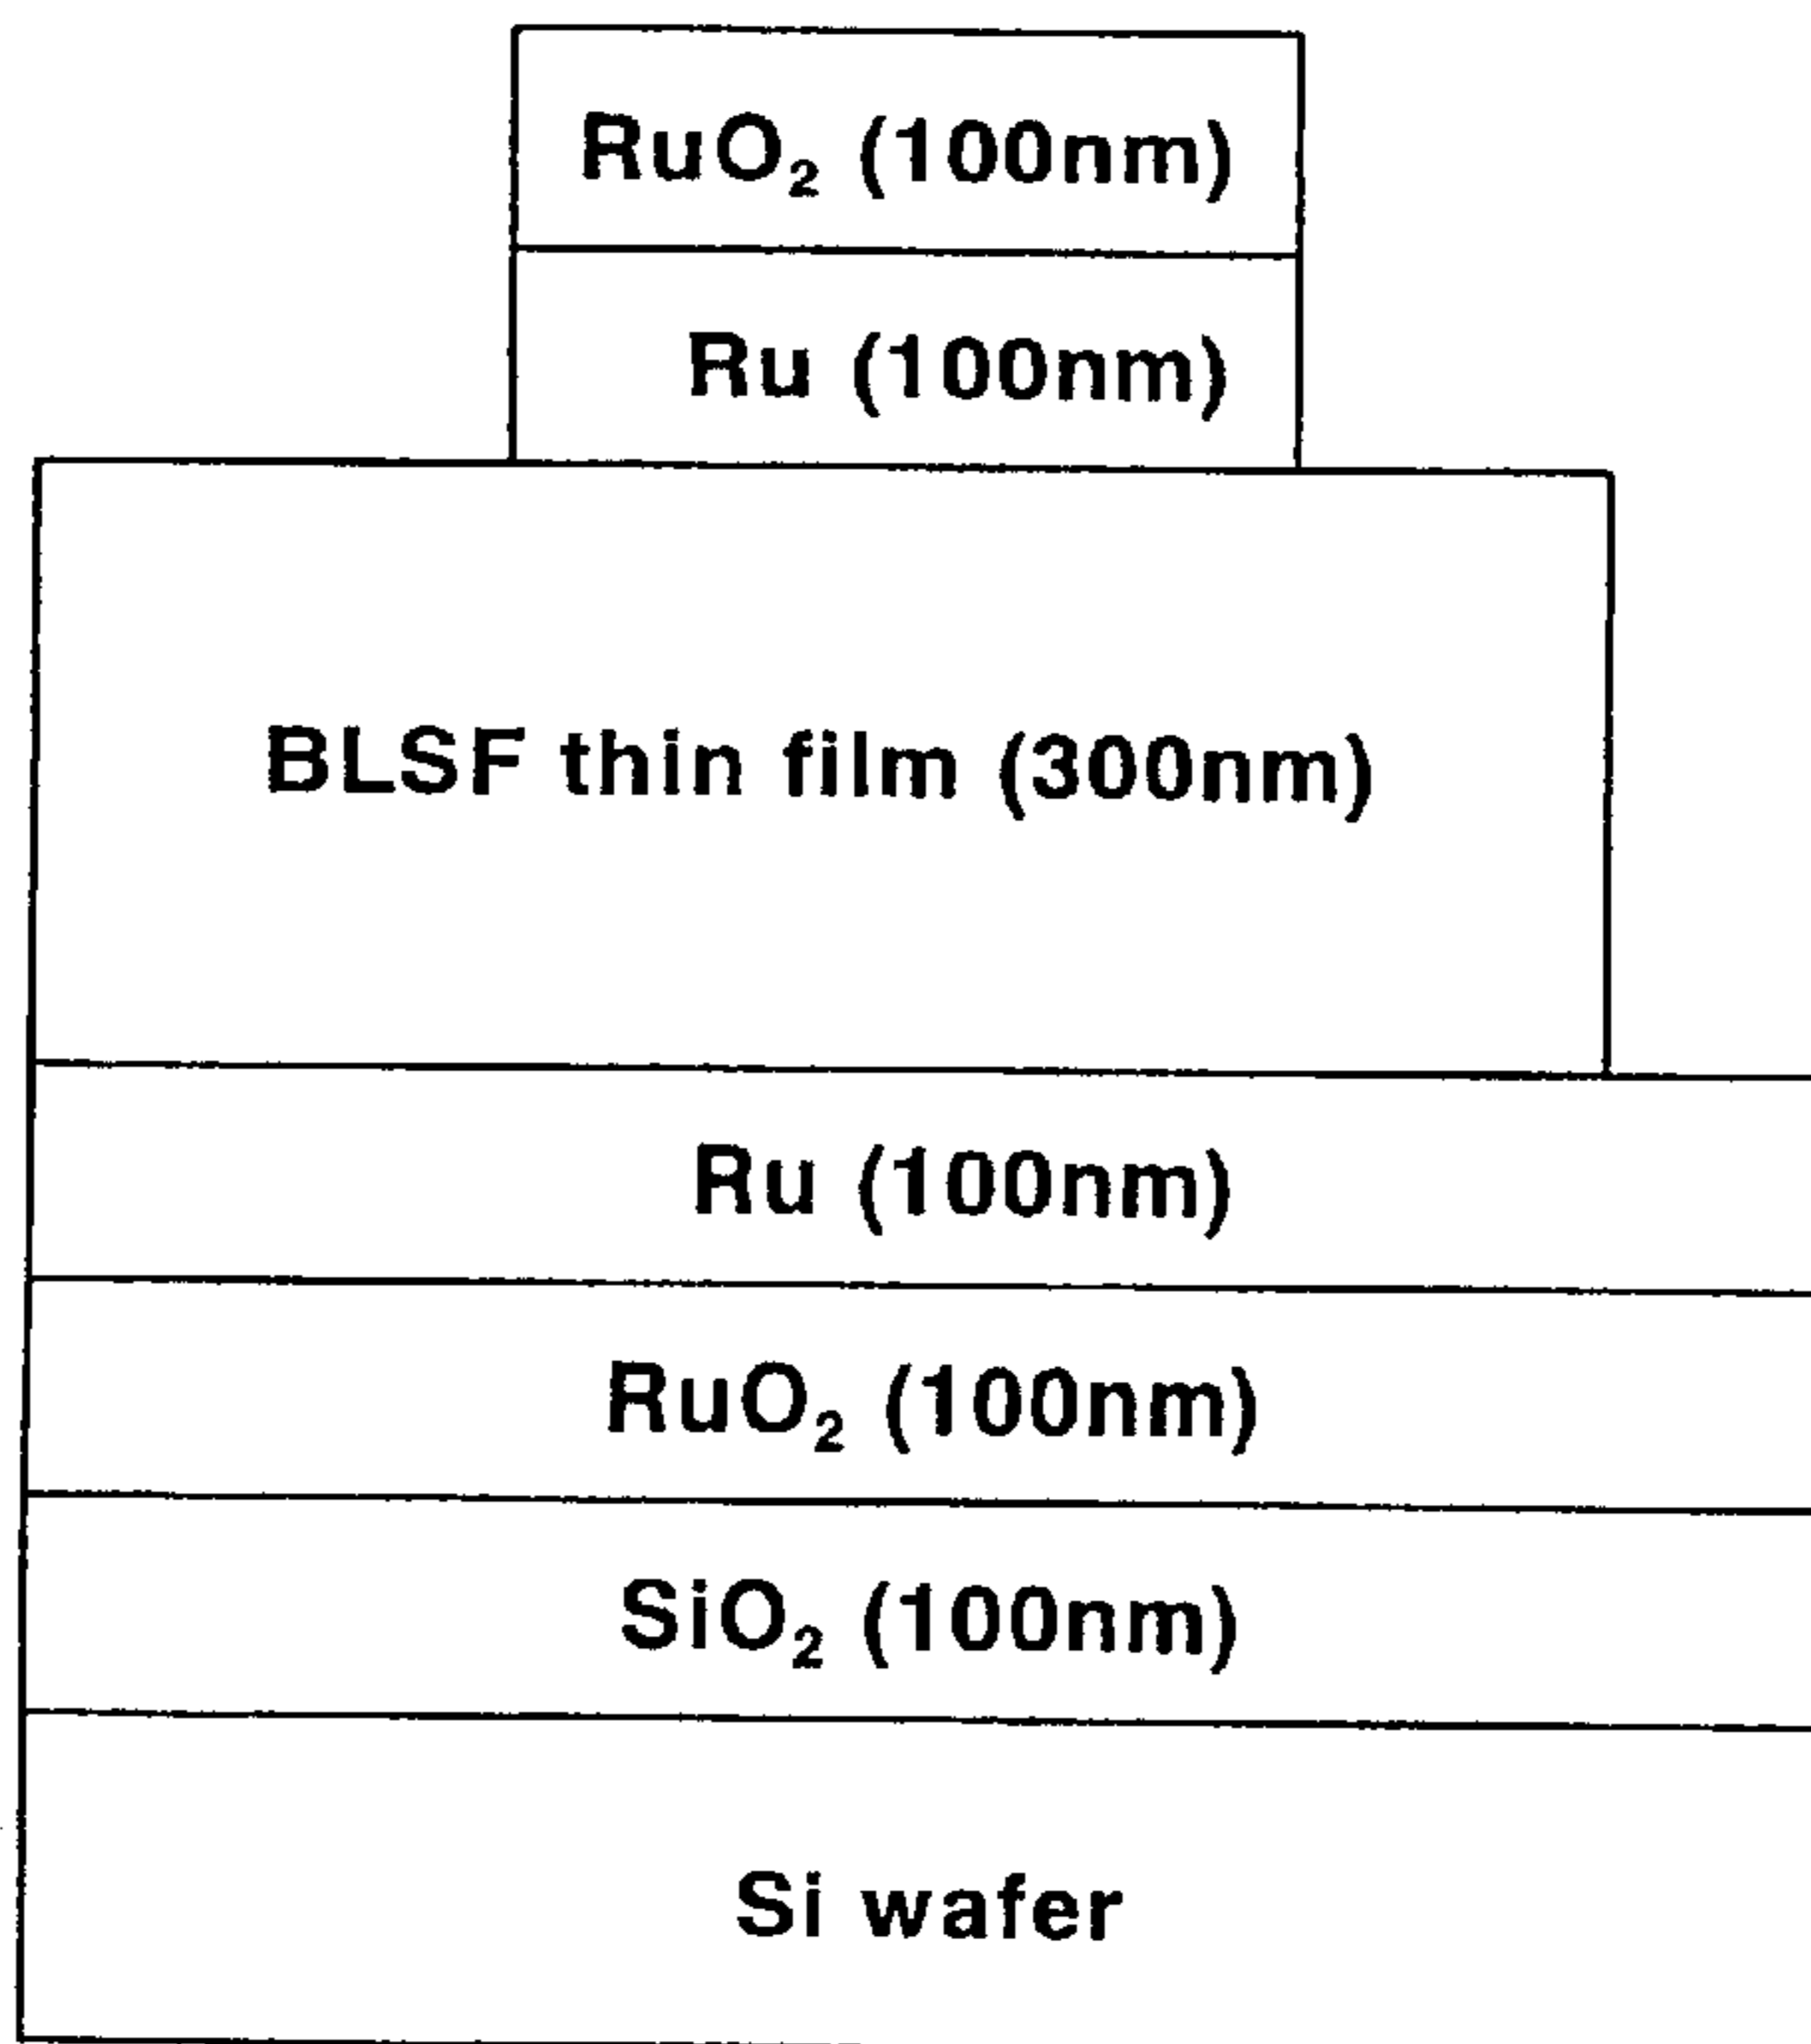 RuO₂ (100nm)
Ru (100nm)
BLSF thin film (300nm)
Ru (100nm)
RuO₂ (100nm)
SiO₂ (100nm)
Si wafer